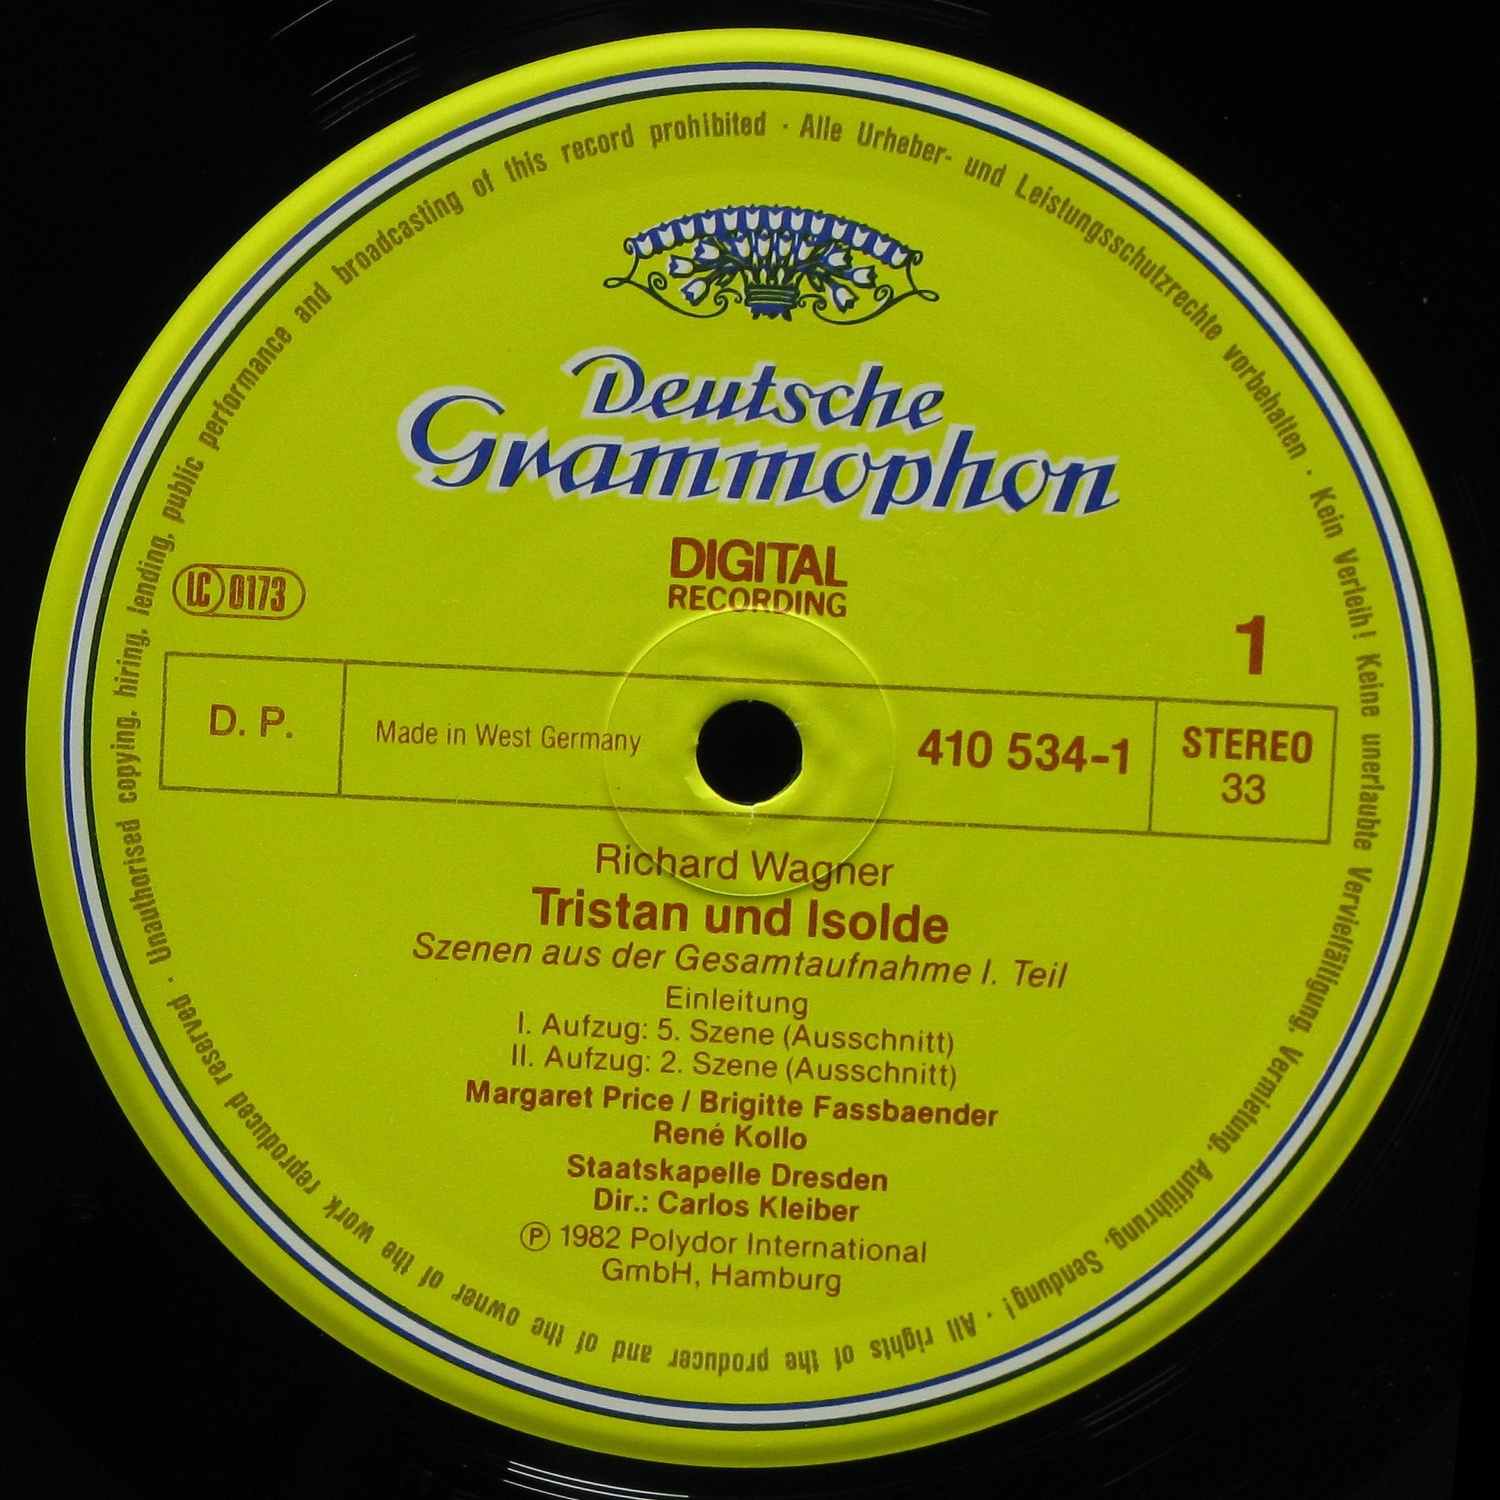 Deutsche
Grammophon
DIGITAL
RECORDING
LC 0173
1
D. P.
Made in West Germany
410 534-1
STEREO
33
Richard Wagner
Tristan und Isolde
Szenen aus der Gesamtaufnahme I. Teil
Einleitung
I. Aufzug: 5. Szene (Ausschnitt)
II. Aufzug: 2. Szene (Ausschnitt)
Margaret Price / Brigitte Fassbaender
René Kollo
Staatskapelle Dresden
Dir.: Carlos Kleiber
Ⓟ 1982 Polydor International
GmbH, Hamburg
Alle Urheber- und Leistungsschutzrechte vorbehalten · Kein Verleih! Keine unerlaubte Vervielfältigung, Vermietung, Aufführung, Sendung! · All rights of the producer and of the owner of the work reproduced reserved · Unauthorised copying, hiring, lending, public performance and broadcasting of this record prohibited ·